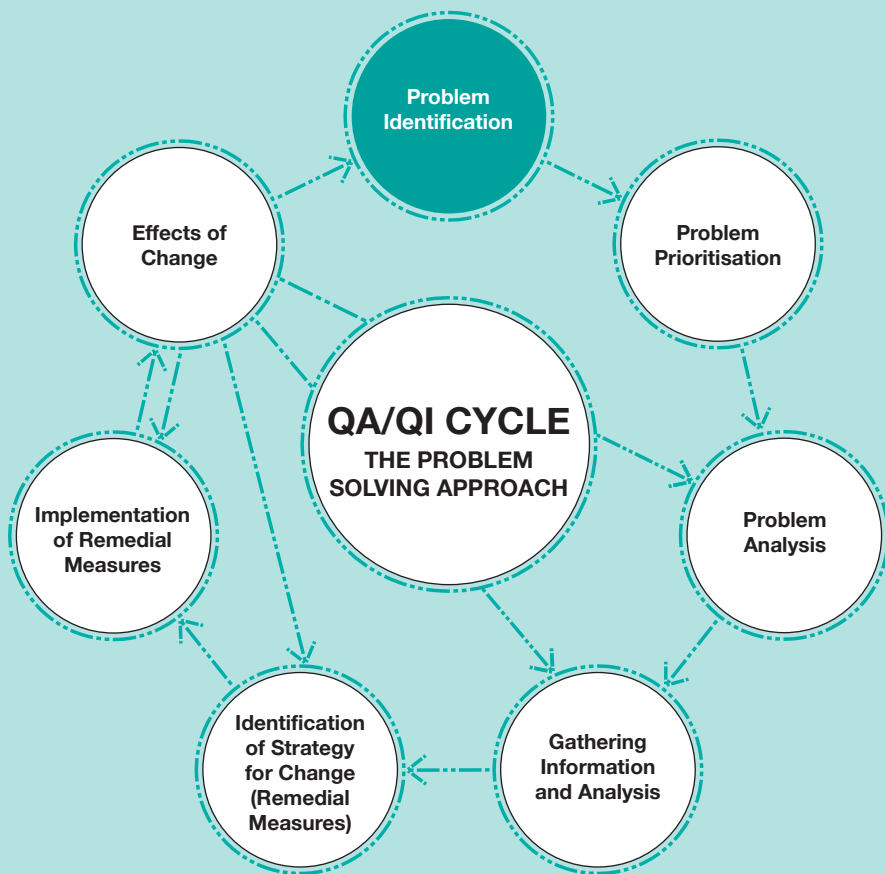 Problem
Identification
Problem
Prioritisation
Problem
Analysis
Gathering
Information
and Analysis
Identification
of Strategy
for Change
(Remedial
Measures)
Implementation
of Remedial
Measures
Effects of
Change
QA/QI CYCLE
THE PROBLEM
SOLVING APPROACH